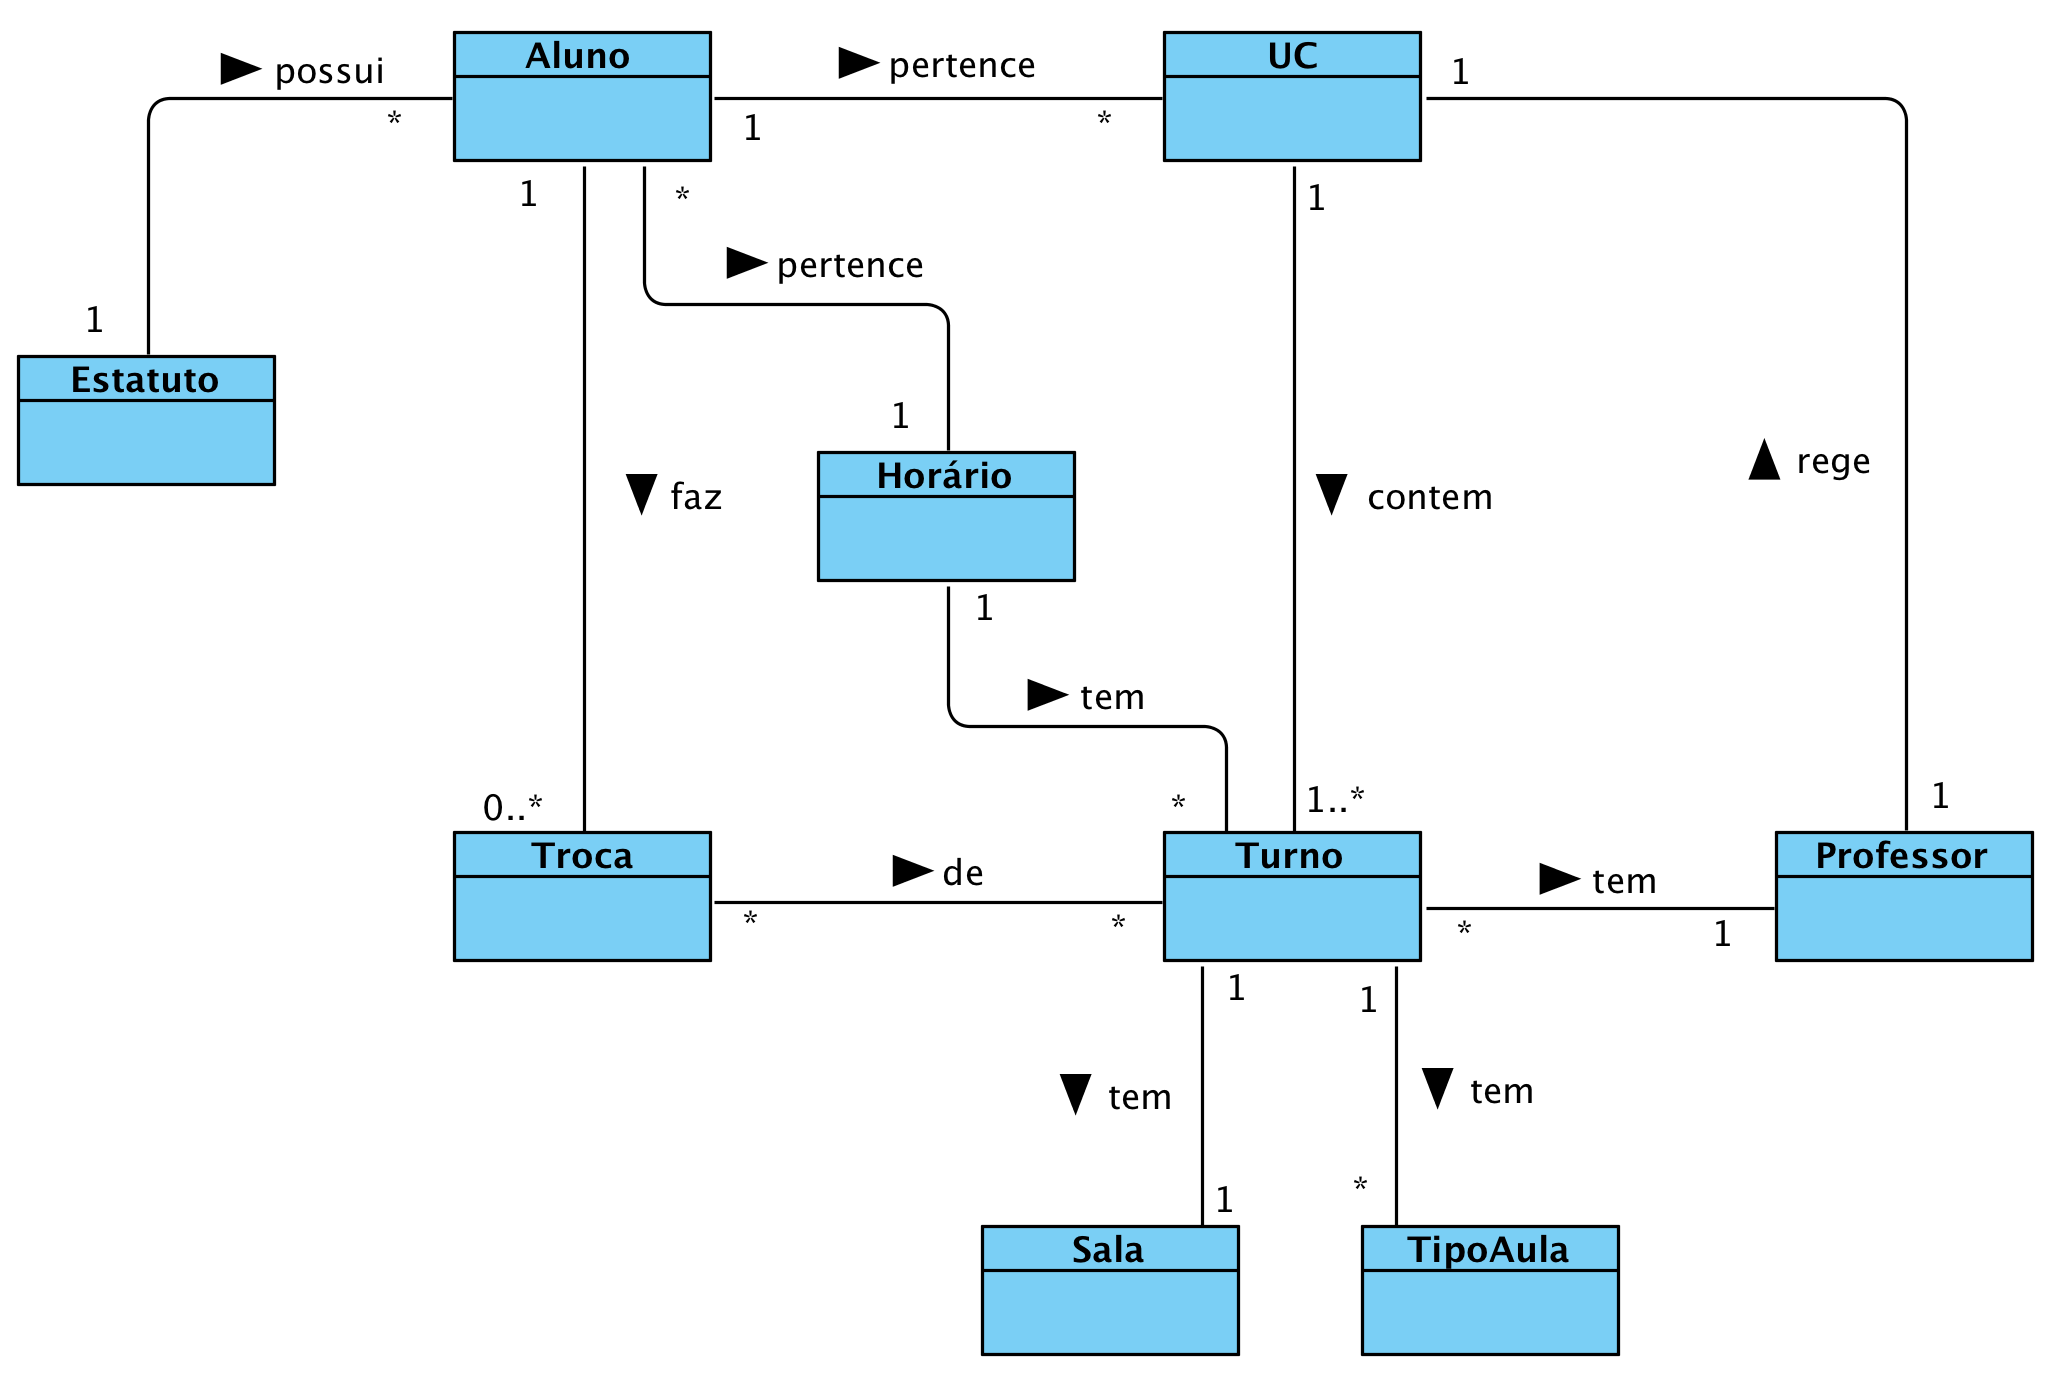 Aluno
UC
possui
pertence
1
*
1
*
1
*
1
pertence
1
Estatuto
1
Horário
rege
faz
contem
1
tem
0..*
*
1..*
1
Troca
Turno
Professor
de
tem
*
*
*
1
1
1
tem
tem
*
1
Sala
TipoAula